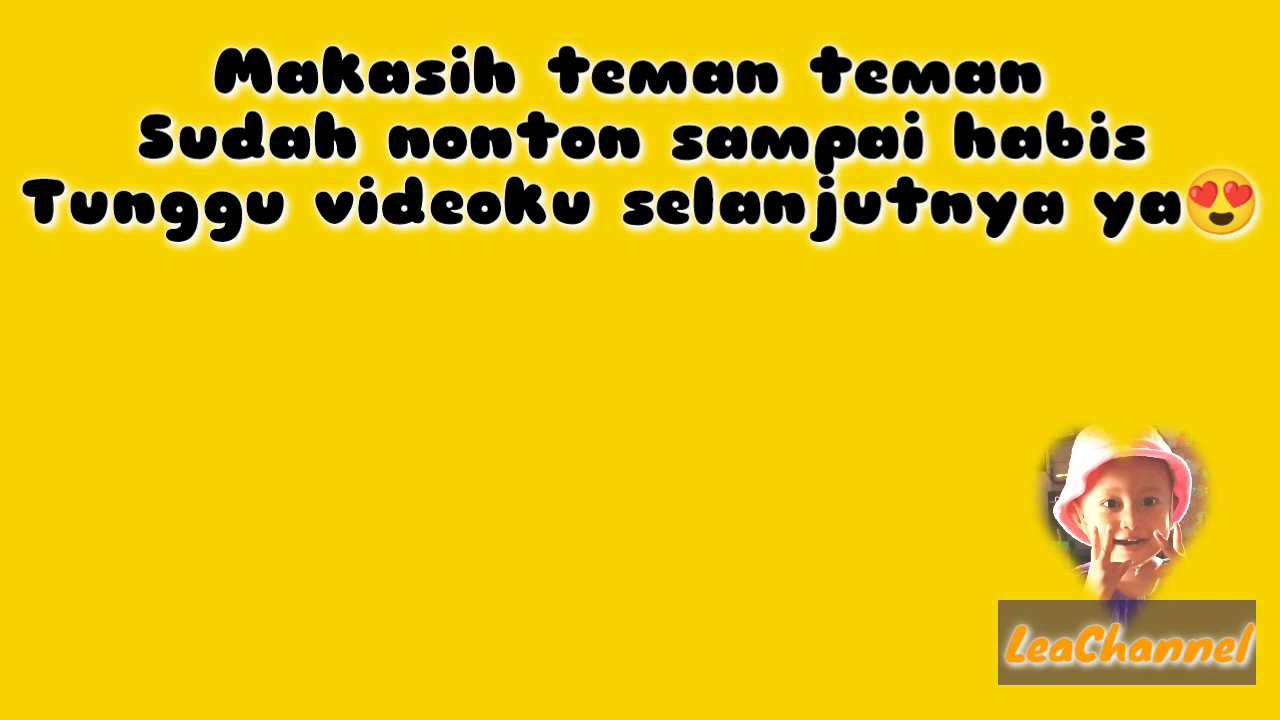 Makasih teman teman
Sudah nonton sampai habis
Tunggu videoku selanjutnya ya😍
LeaChannel